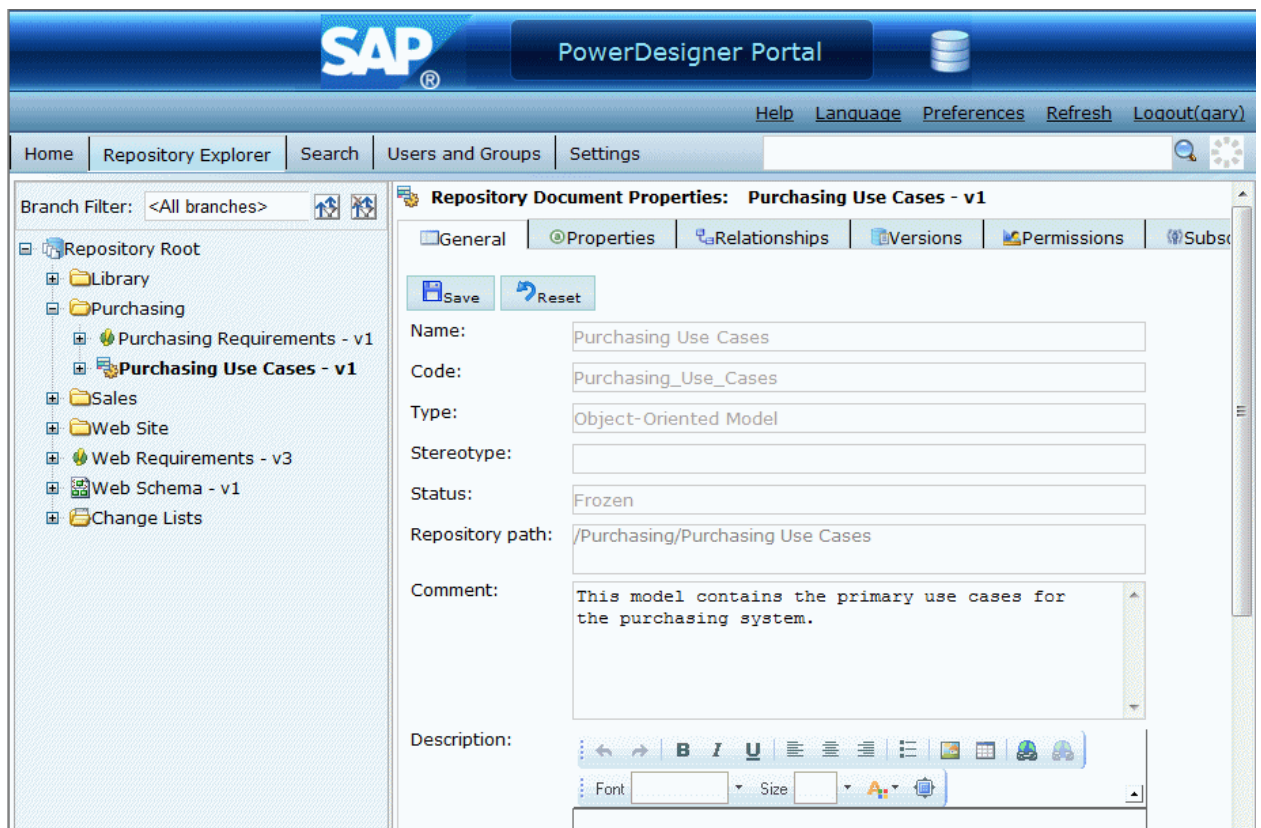 SAP®
PowerDesigner Portal
Help Language Preferences Refresh Logout(gary)
Home Repository Explorer Search Users and Groups Settings
Branch Filter: <All branches>
Repository Root
Library
Purchasing
Purchasing Requirements - v1
Purchasing Use Cases - v1
Sales
Web Site
Web Requirements - v3
Web Schema - v1
Change Lists
Repository Document Properties: Purchasing Use Cases - v1
General Properties Relationships Versions Permissions Subsc
Save Reset
Name: Purchasing Use Cases
Code: Purchasing_Use_Cases
Type: Object-Oriented Model
Stereotype:
Status: Frozen
Repository path: /Purchasing/Purchasing Use Cases
Comment: This model contains the primary use cases for
the purchasing system.
Description:
B I U
Font Size A